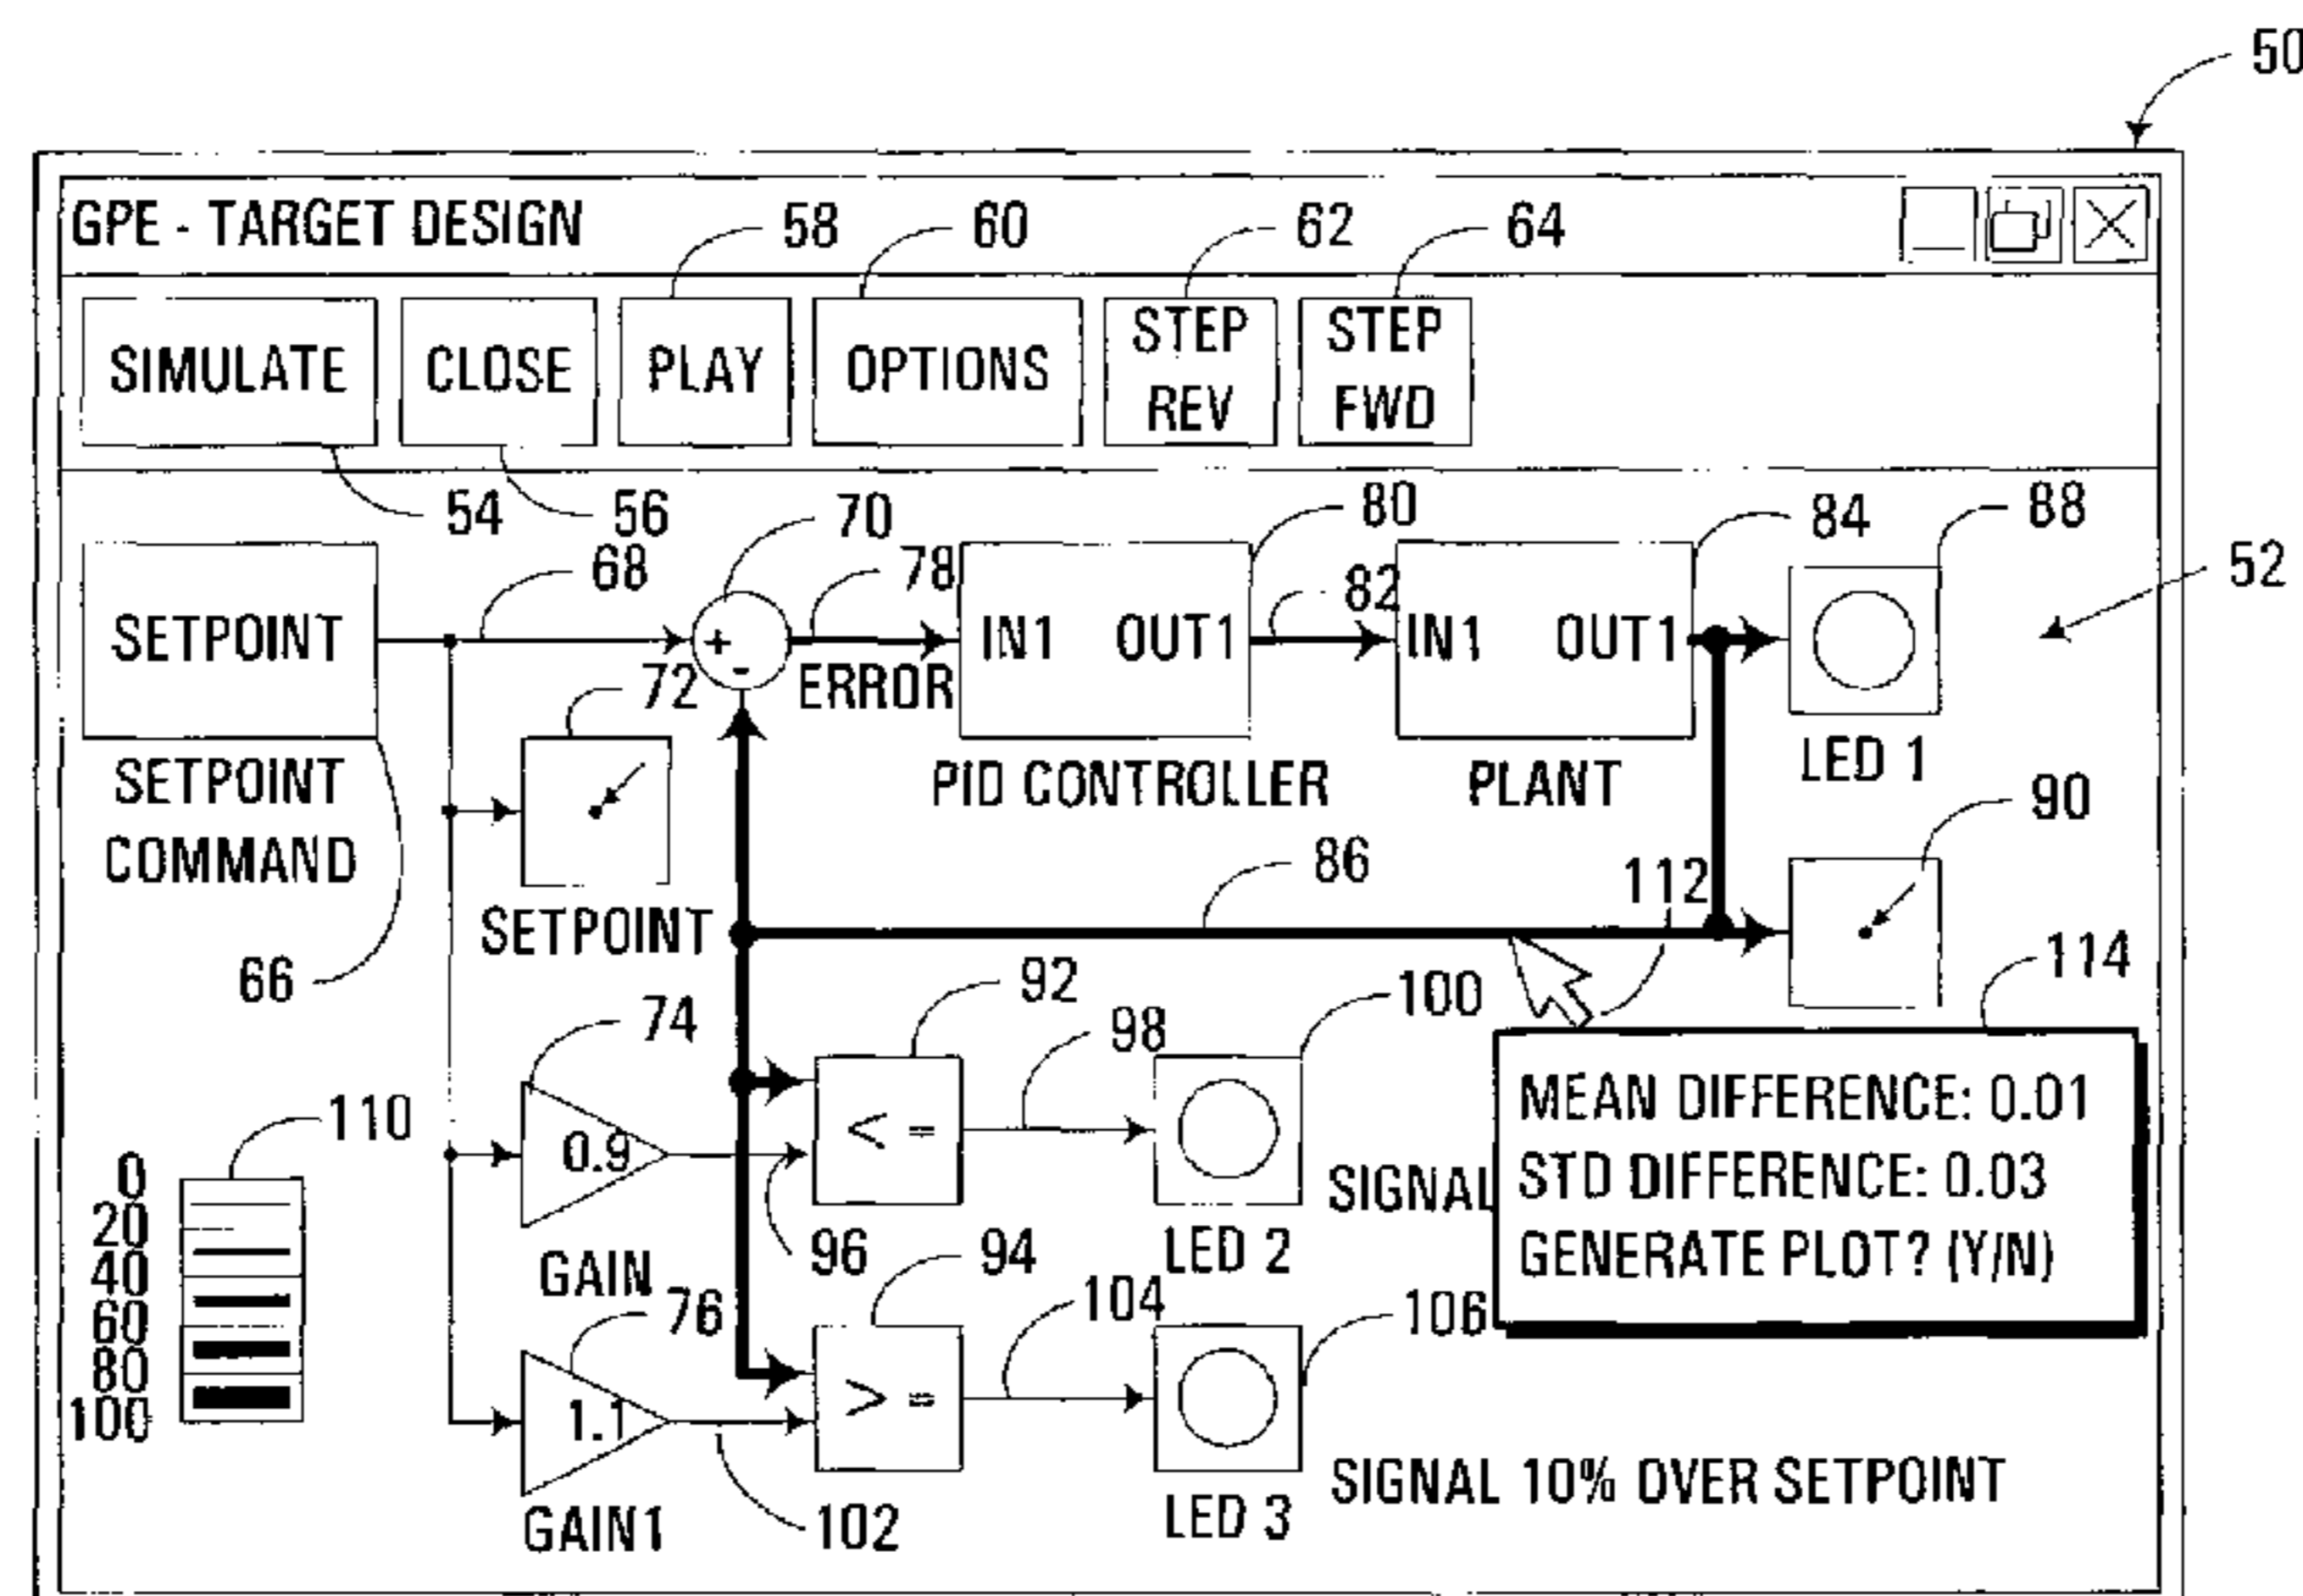 50
GPE - TARGET DESIGN
58
60
62
64
SIMULATE
CLOSE
PLAY
OPTIONS
STEP
REV
STEP
FWD
54
56
70
80
84
88
68
78
82
52
SETPOINT
+
-
ERROR
IN1 OUT1
IN1 OUT1
72
SETPOINT
COMMAND
PID CONTROLLER
PLANT
LED 1
90
86
112
SETPOINT
66
92
100
114
74
98
110
0.9
< =
MEAN DIFFERENCE: 0.01
STD DIFFERENCE: 0.03
GENERATE PLOT? (Y/N)
SIGNAL
0
20
40
60
80
100
GAIN
96
94
LED 2
76
104
106
1.1
> =
GAIN1
102
LED 3
SIGNAL 10% OVER SETPOINT